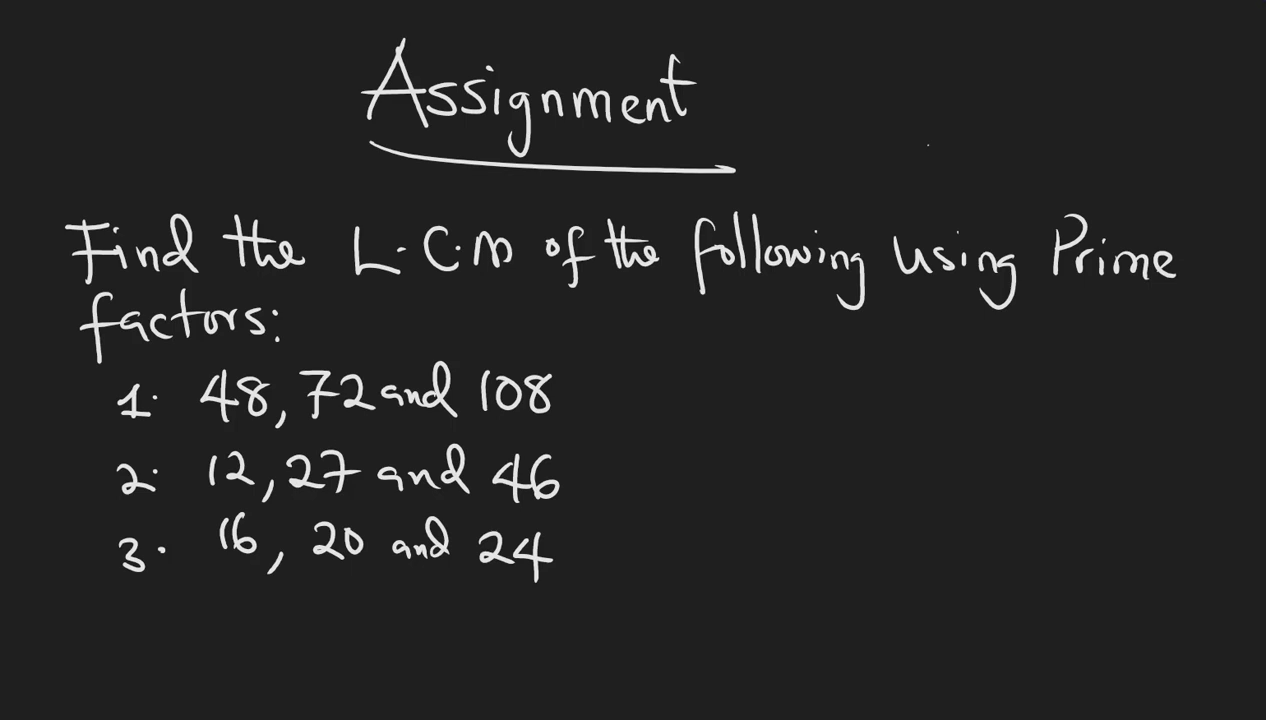 Assignment
Find the L.C.M of the following using Prime
factors:
1. 48, 72 and 108
2. 12, 27 and 46
3. 16, 20 and 24